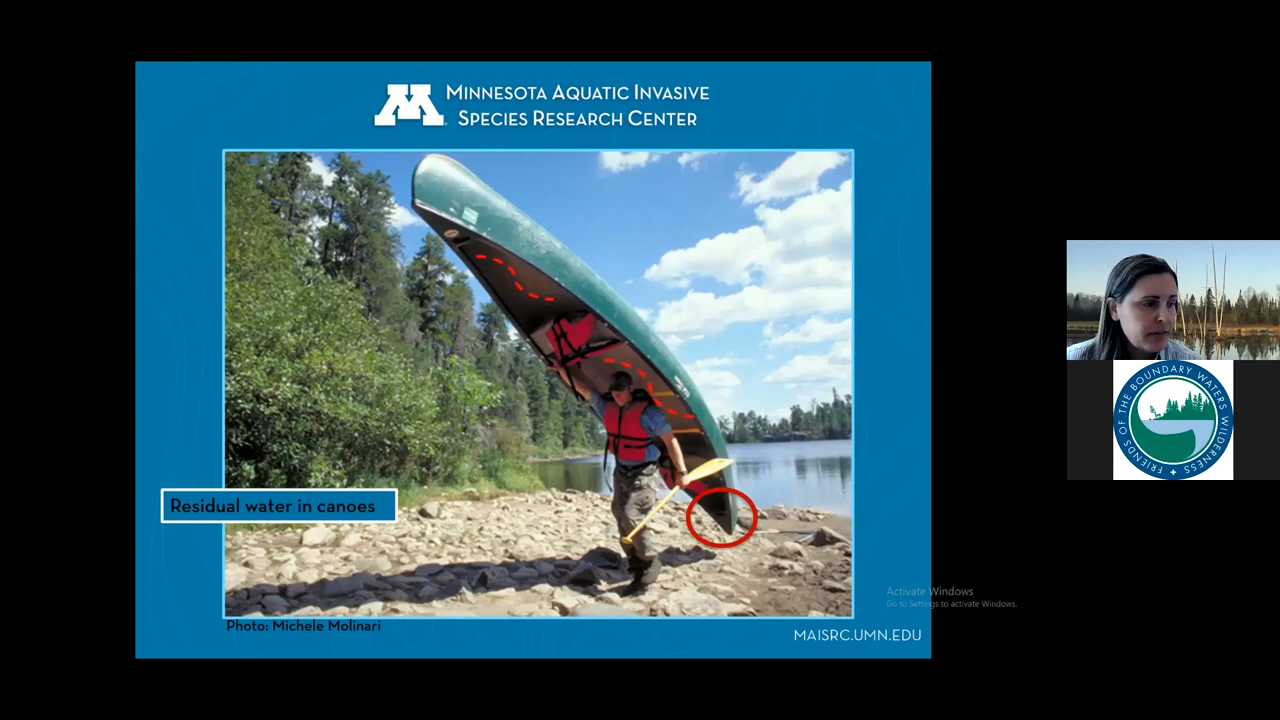 MINNESOTA AQUATIC INVASIVE
SPECIES RESEARCH CENTER
Residual water in canoes
Photo: Michele Molinari
MAISRC.UMN.EDU
Activate Windows
Go to Settings to activate Windows.
FRIENDS OF THE BOUNDARY WATERS WILDERNESS